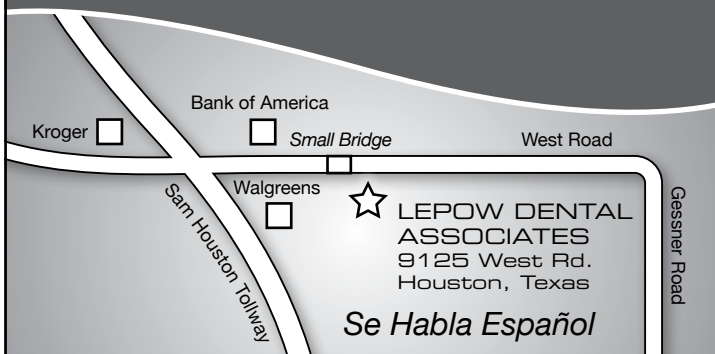 Bank of America
Kroger
Small Bridge
West Road
Walgreens
Sam Houston Tollway
Gessner Road
LEPOW DENTAL
ASSOCIATES
9125 West Rd.
Houston, Texas
Se Habla Español